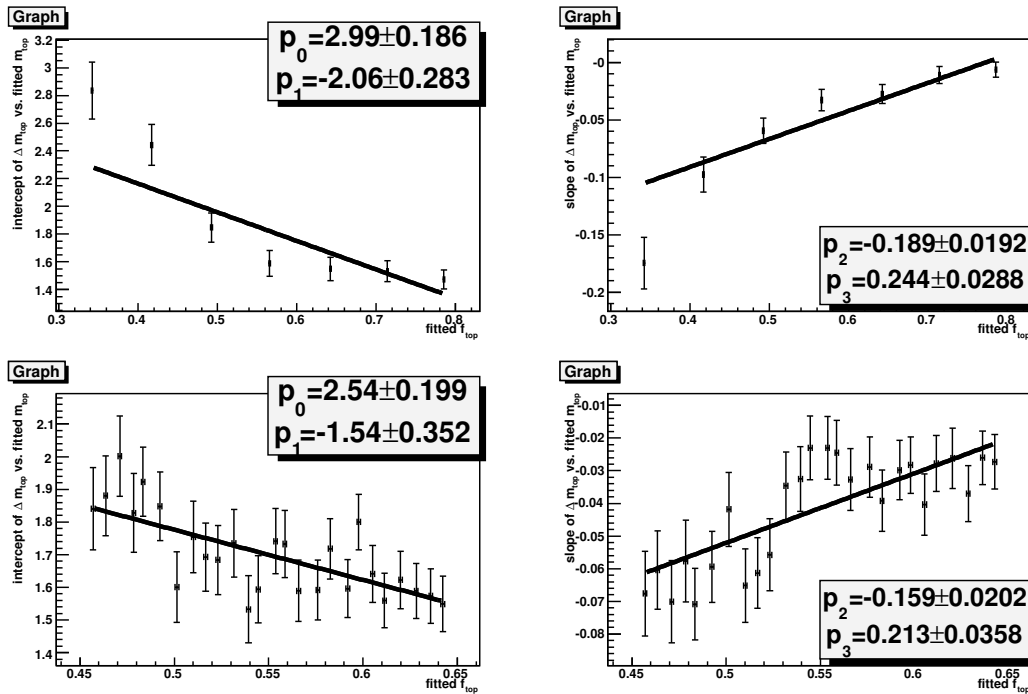 Graph
p0=2.99±0.186
p1=-2.06±0.283
intercept of Δ mtop vs. fitted mtop
3.2
3
2.8
2.6
2.4
2.2
2
1.8
1.6
1.4
0.3 0.4 0.5 0.6 0.7 0.8
fitted ftop
Graph
slope of Δ mtop vs. fitted mtop
-0
-0.05
-0.1
-0.15
-0.2
p2=-0.189±0.0192
p3=0.244±0.0288
0.3 0.4 0.5 0.6 0.7 0.8
fitted ftop
Graph
p0=2.54±0.199
p1=-1.54±0.352
intercept of Δ mtop vs. fitted mtop
2.1
2
1.9
1.8
1.7
1.6
1.5
1.4
0.45 0.5 0.55 0.6 0.65
fitted ftop
Graph
slope of Δ mtop vs. fitted mtop
-0.01
-0.02
-0.03
-0.04
-0.05
-0.06
-0.07
-0.08
p2=-0.159±0.0202
p3=0.213±0.0358
0.45 0.5 0.55 0.6 0.65
fitted ftop